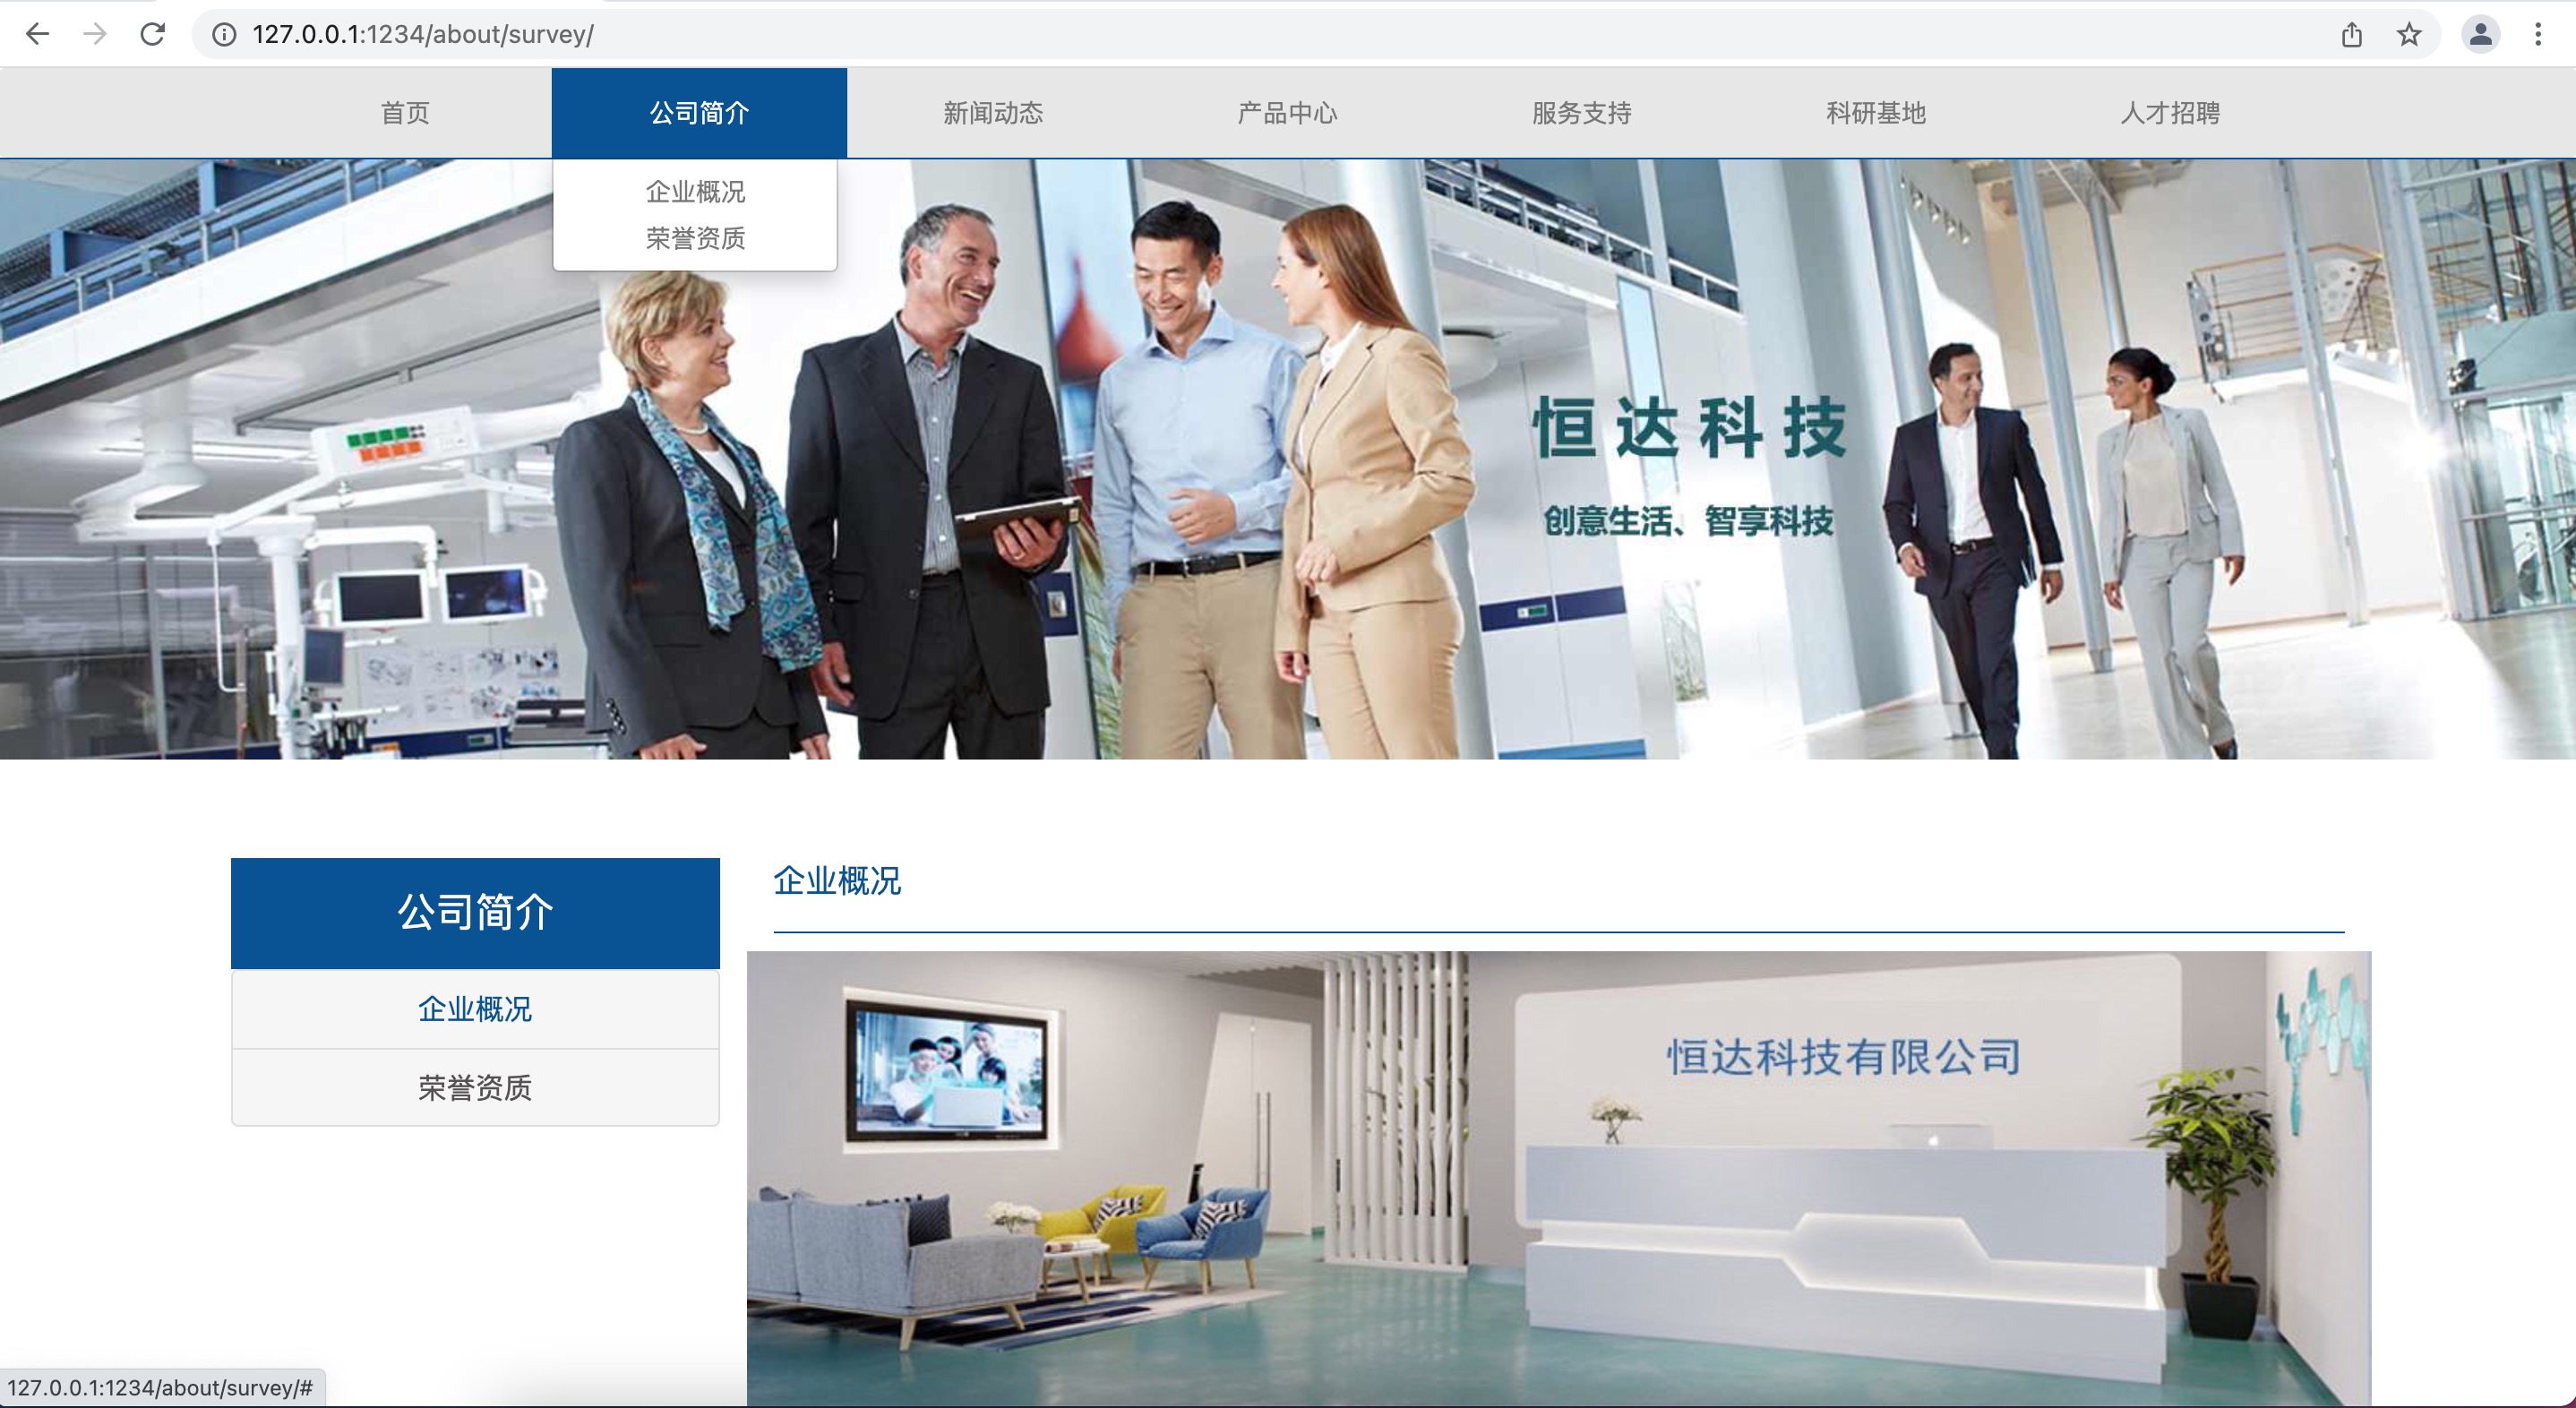 127.0.0.1:1234/about/survey/
首页 公司简介 新闻动态 产品中心 服务支持 科研基地 人才招聘
企业概况
荣誉资质
恒达科技
创意生活、智享科技
公司简介
企业概况
荣誉资质
企业概况
恒达科技有限公司
127.0.0.1:1234/about/survey/#